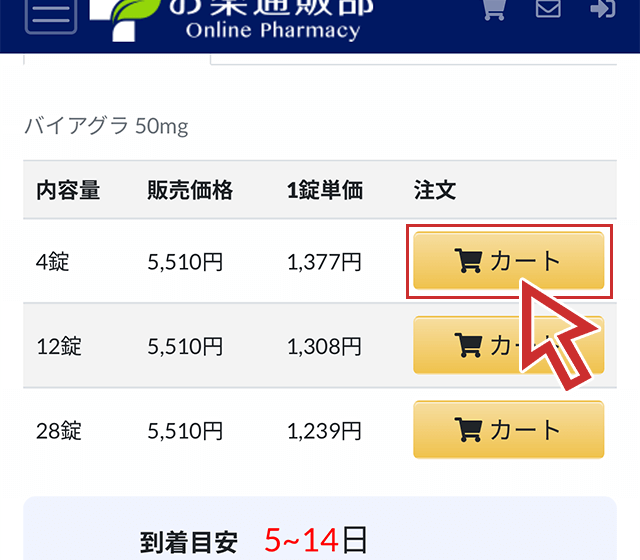 お薬通販部
Online Pharmacy
バイアグラ 50mg
内容量 販売価格 1錠単価 注文
4錠 5,510円 1,377円 カート
12錠 5,510円 1,308円 カート
28錠 5,510円 1,239円 カート
到着目安 5~14日